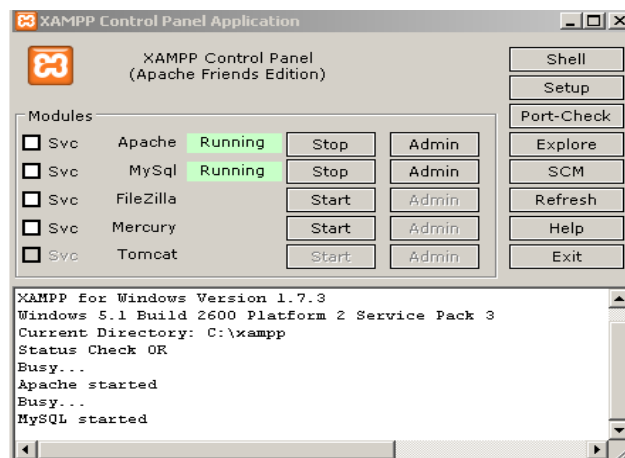 XAMPP Control Panel Application
XAMPP Control Panel
(Apache Friends Edition)
Shell
Setup
Port-Check
Explore
SCM
Refresh
Help
Exit
Modules
Svc Apache Running Stop Admin
Svc MySql Running Stop Admin
Svc FileZilla Start Admin
Svc Mercury Start Admin
Svc Tomcat Start Admin
XAMPP for Windows Version 1.7.3
Windows 5.1 Build 2600 Platform 2 Service Pack 3
Current Directory: C:\xampp
Status Check OK
Busy...
Apache started
Busy...
MySQL started